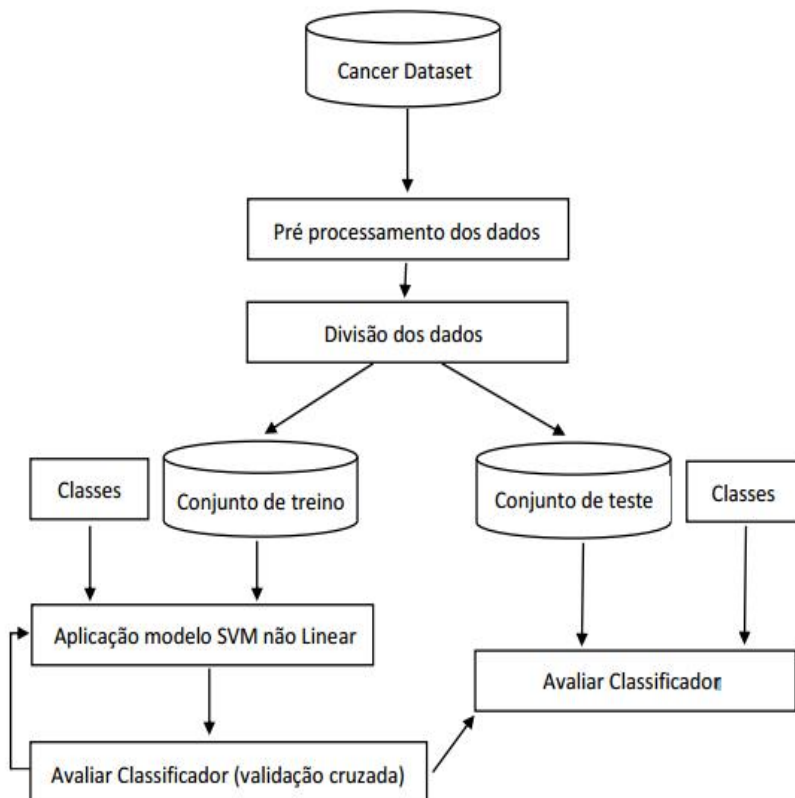 Cancer Dataset
Pré processamento dos dados
Divisão dos dados
Classes
Conjunto de treino
Conjunto de teste
Classes
Aplicação modelo SVM não Linear
Avaliar Classificador
Avaliar Classificador (validação cruzada)